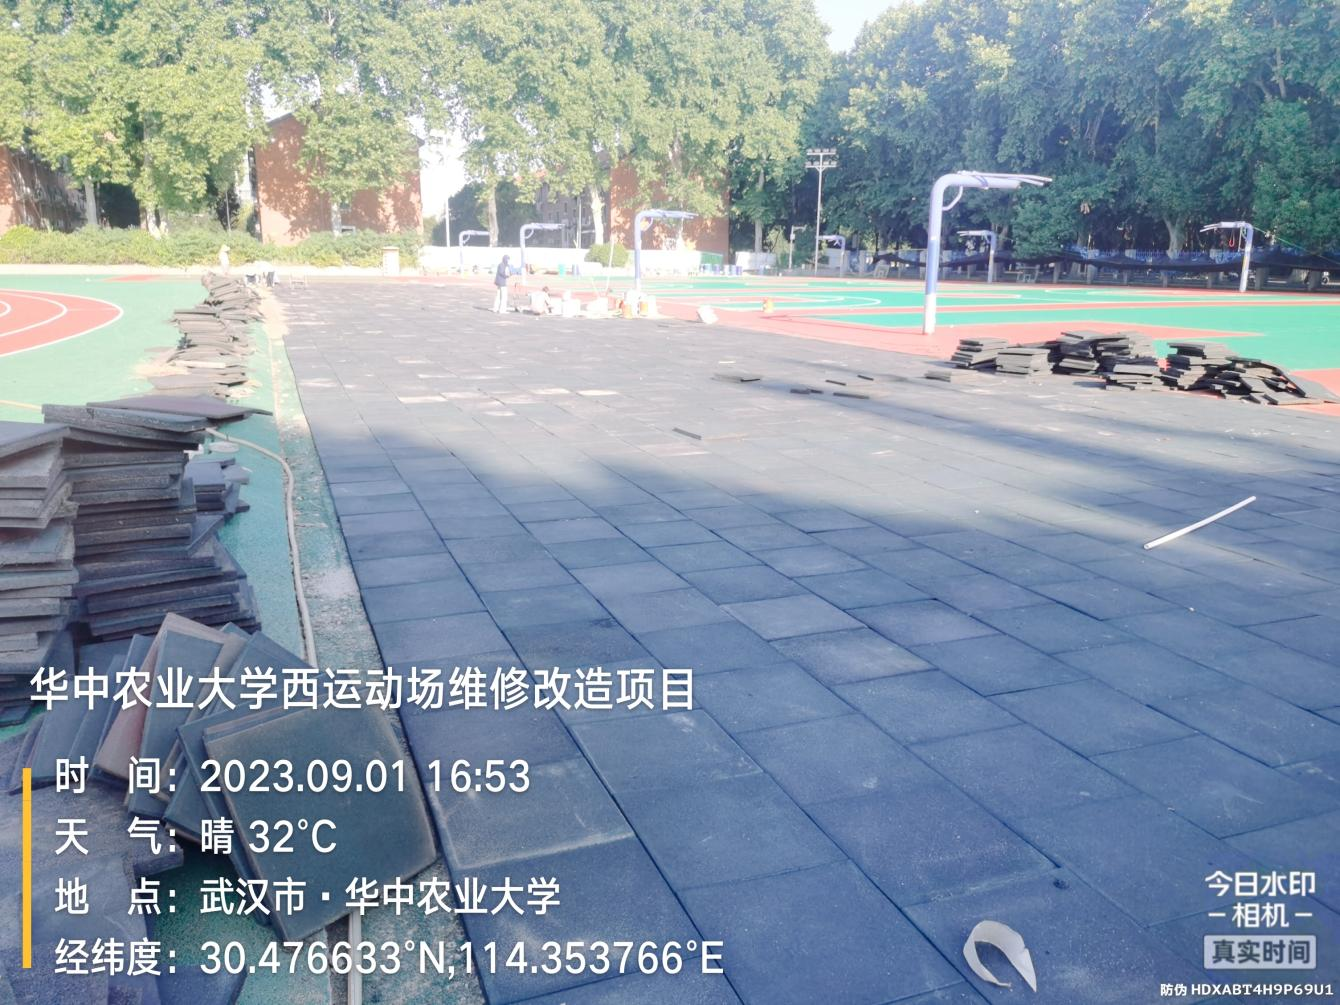 华中农业大学西运动场维修改造项目
时 间：2023.09.01 16:53
天 气：晴 32°C
地 点：武汉市·华中农业大学
经纬度：30.476633°N,114.353766°E
今日水印
-相机-
真实时间
防伪 HDXABT4H9P69U1